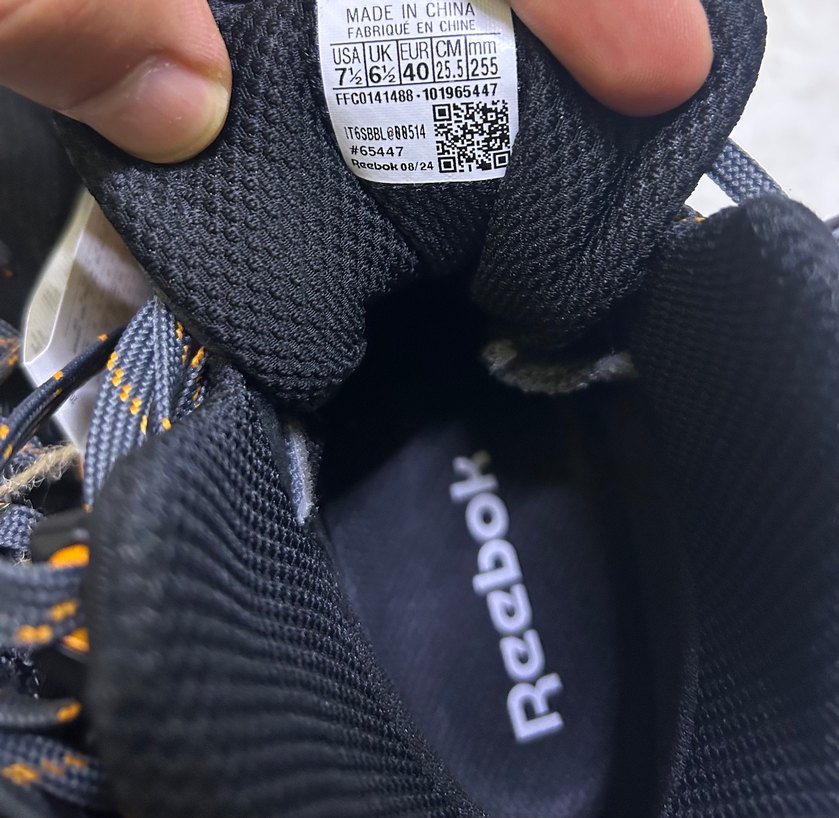 MADE IN CHINA
FABRIQUÉ EN CHINE
USA UK EUR CM mm
7½ 6½ 40 25.5 255
FFC0141488 - 101965447
1T6SBBL@00514
#65447
Reebok 08/24
Reebok